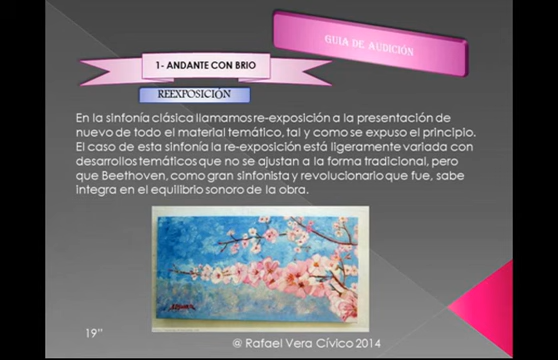 GUIA DE AUDICIÓN
1- ANDANTE CON BRIO
REEXPOSICIÓN
En la sinfonía clásica llamamos re-exposición a la presentación de
nuevo de todo el material temático, tal y como se expuso el principio.
El caso de esta sinfonía la re-exposición está ligeramente variada con
desarrollos temáticos que no se ajustan a la forma tradicional, pero
que Beethoven, como gran sinfonista y revolucionario que fue, sabe
integra en el equilibrio sonoro de la obra.
19"
@ Rafael Vera Cívico 2014